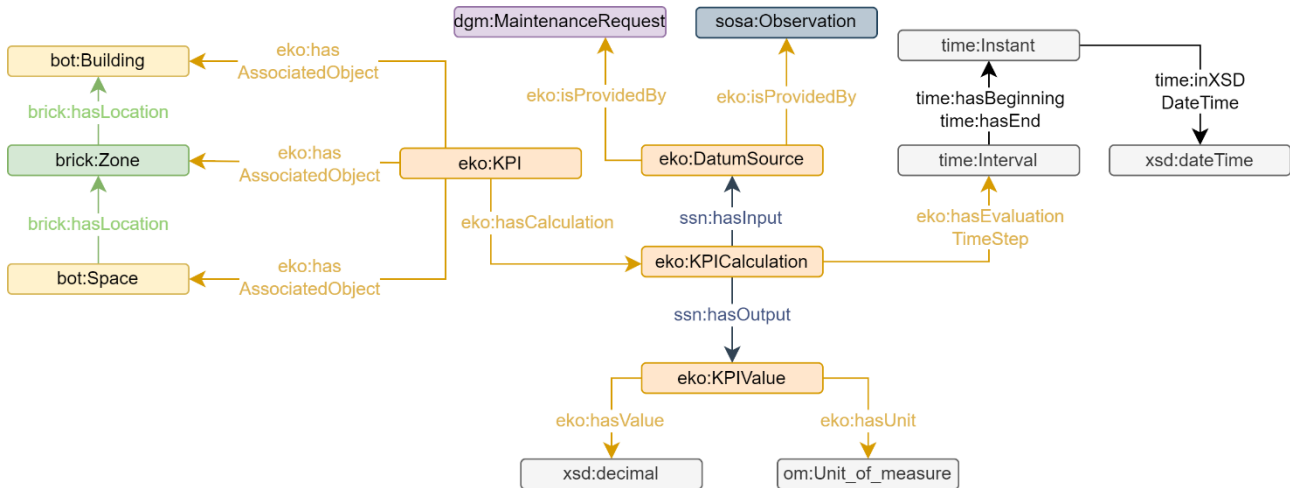 dgm:MaintenanceRequest
sosa:Observation
bot:Building
eko:has
AssociatedObject
time:Instant
eko:isProvidedBy
eko:isProvidedBy
time:inXSD
DateTime
time:hasBeginning
time:hasEnd
brick:hasLocation
brick:Zone
eko:has
AssociatedObject
eko:KPI
eko:DatumSource
time:Interval
xsd:dateTime
brick:hasLocation
eko:hasCalculation
ssn:hasInput
eko:hasEvaluation
TimeStep
bot:Space
eko:has
AssociatedObject
eko:KPICalculation
ssn:hasOutput
eko:KPIValue
eko:hasValue
eko:hasUnit
xsd:decimal
om:Unit_of_measure